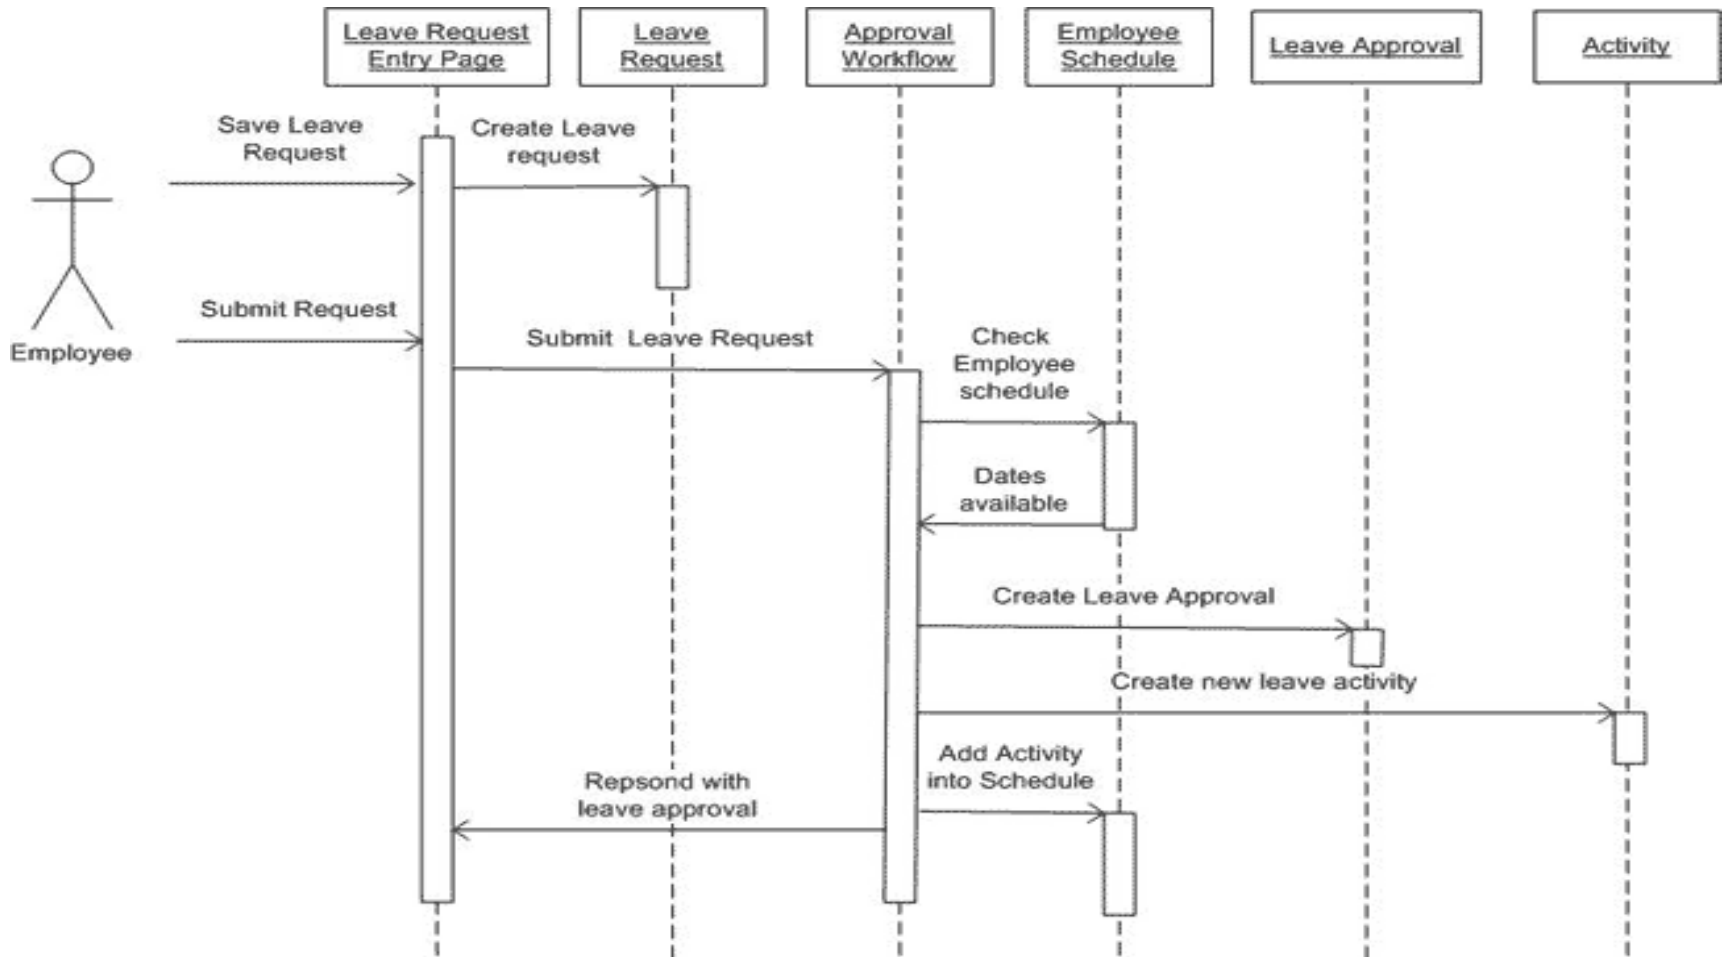 Leave Request
Entry Page
Leave
Request
Approval
Workflow
Employee
Schedule
Leave Approval
Activity
Save Leave
Request
Create Leave
request
Submit Request
Employee
Submit Leave Request
Check
Employee
schedule
Dates
available
Create Leave Approval
Create new leave activity
Add Activity
into Schedule
Repsond with
leave approval